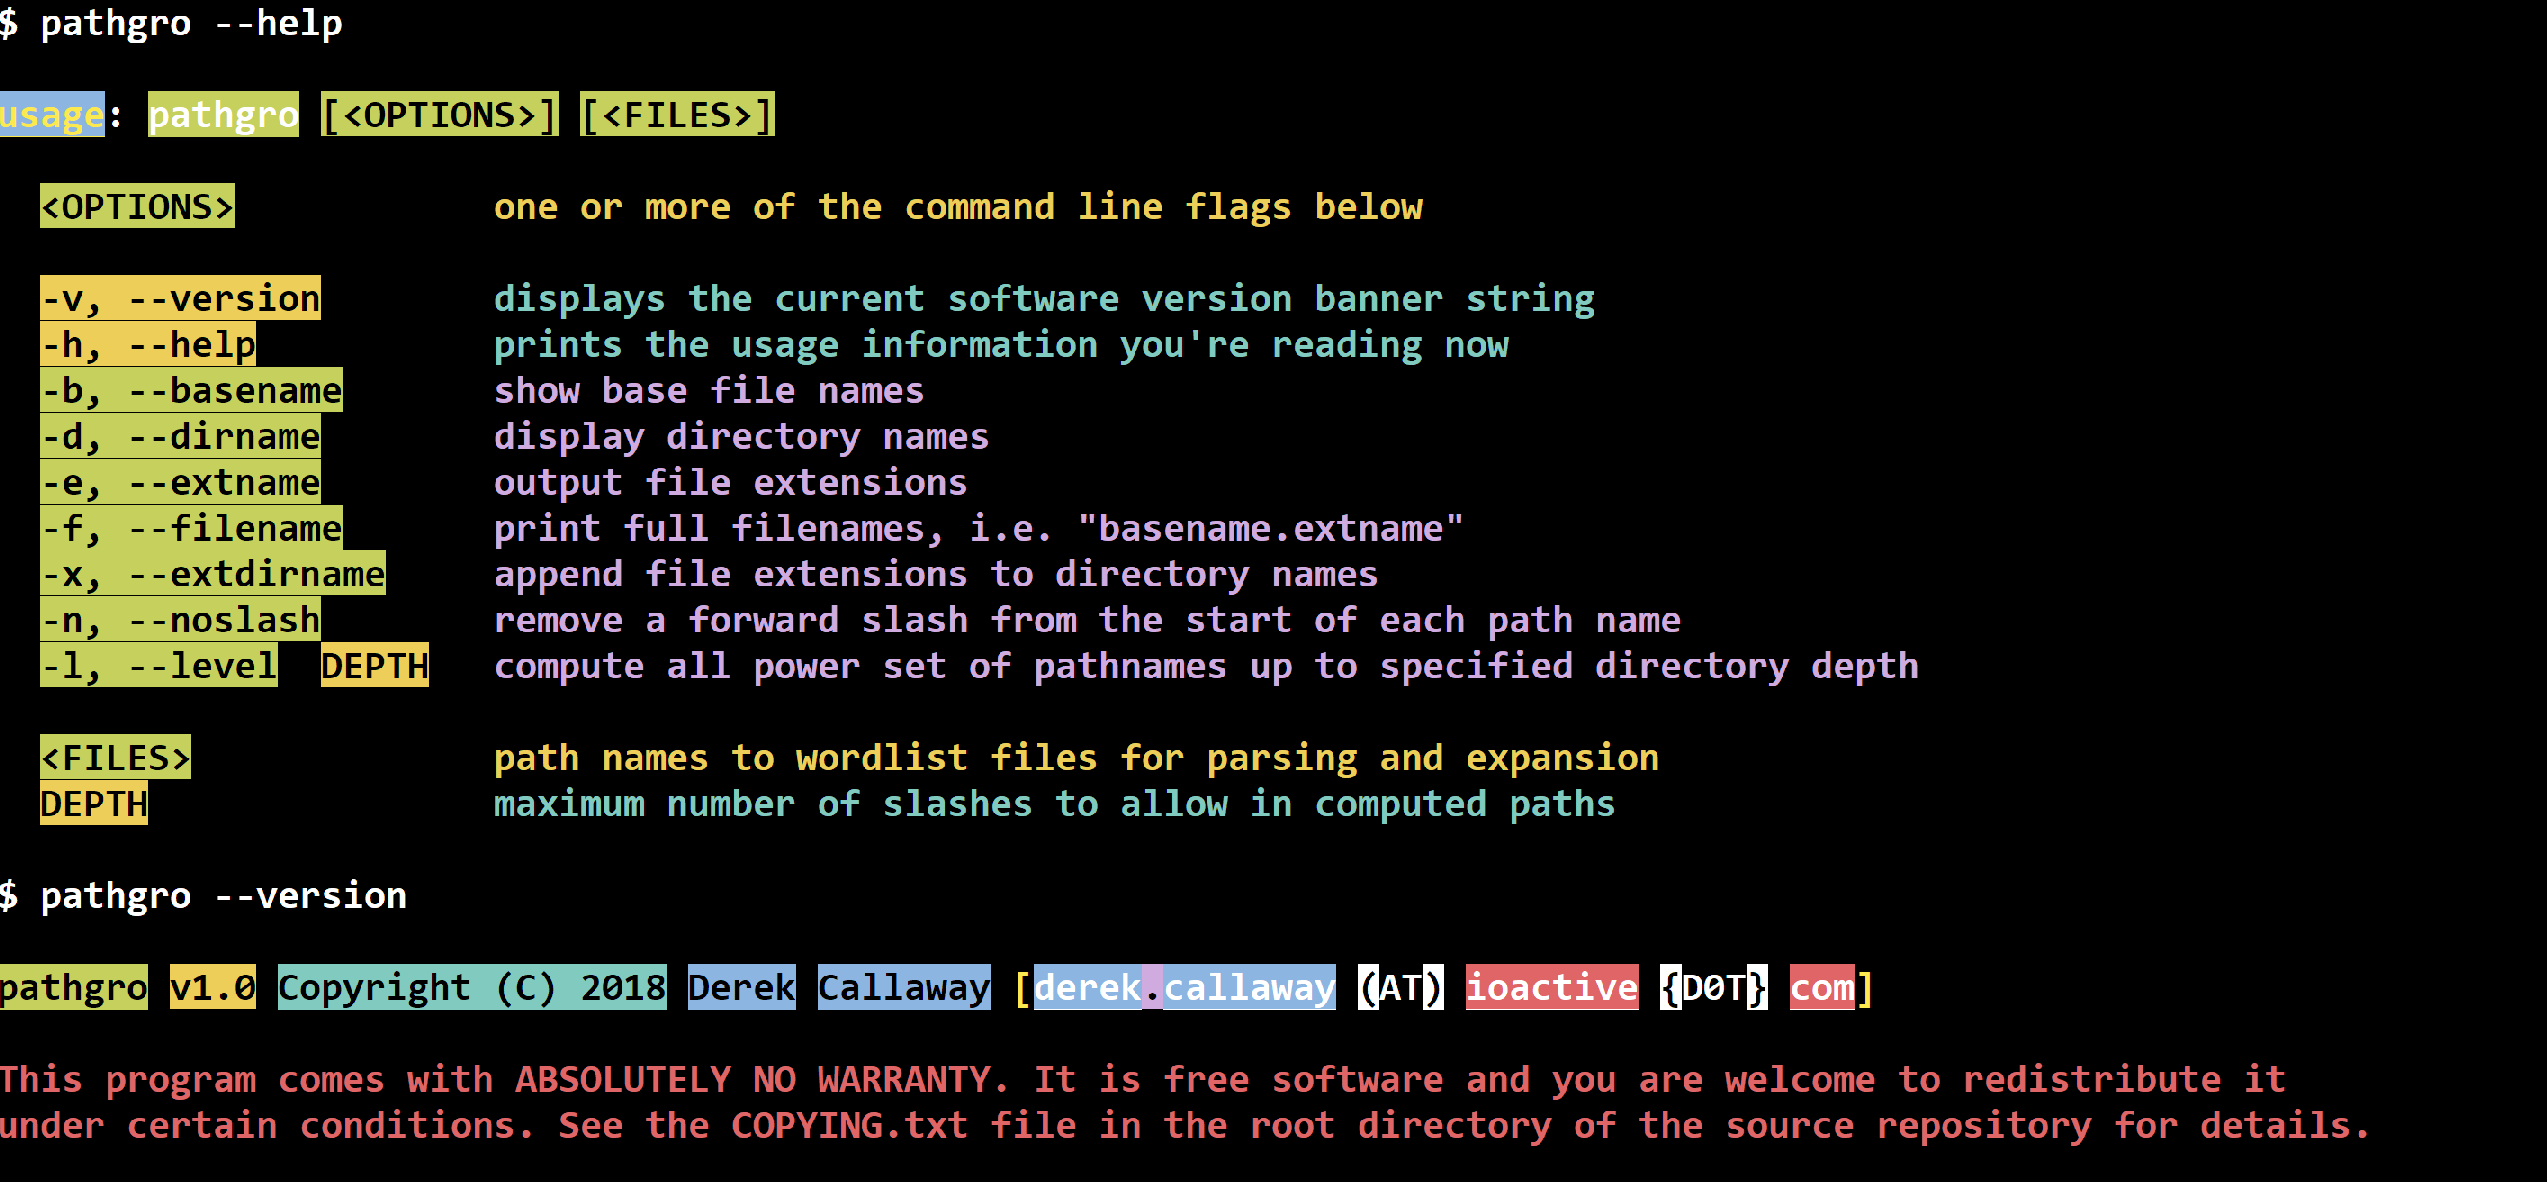 $ pathgro --help
usage: pathgro [<OPTIONS>] [<FILES>]
<OPTIONS> one or more of the command line flags below
-v, --version displays the current software version banner string
-h, --help prints the usage information you're reading now
-b, --basename show base file names
-d, --dirname display directory names
-e, --extname output file extensions
-f, --filename print full filenames, i.e. "basename.extname"
-x, --extdirname append file extensions to directory names
-n, --noslash remove a forward slash from the start of each path name
-l, --level DEPTH compute all power set of pathnames up to specified directory depth
<FILES> path names to wordlist files for parsing and expansion
DEPTH maximum number of slashes to allow in computed paths
$ pathgro --version
pathgro v1.0 Copyright (C) 2018 Derek Callaway [derek.callaway (AT) ioactive {D0T} com]
This program comes with ABSOLUTELY NO WARRANTY. It is free software and you are welcome to redistribute it
under certain conditions. See the COPYING.txt file in the root directory of the source repository for details.